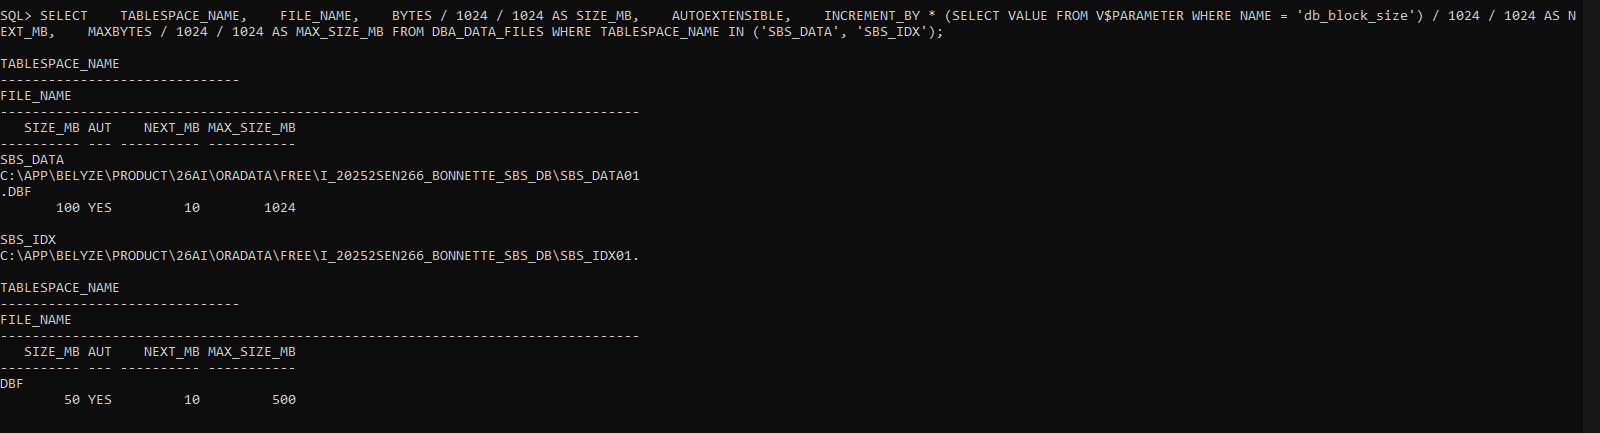 SQL> SELECT    TABLESPACE_NAME,    FILE_NAME,    BYTES / 1024 / 1024 AS SIZE_MB,    AUTOEXTENSIBLE,    INCREMENT_BY * (SELECT VALUE FROM V$PARAMETER WHERE NAME = 'db_block_size') / 1024 / 1024 AS N
EXT_MB,    MAXBYTES / 1024 / 1024 AS MAX_SIZE_MB FROM DBA_DATA_FILES WHERE TABLESPACE_NAME IN ('SBS_DATA', 'SBS_IDX');
TABLESPACE_NAME
------------------------------
FILE_NAME
--------------------------------------------------------------------------------
   SIZE_MB AUT    NEXT_MB MAX_SIZE_MB
---------- --- ---------- -----------
SBS_DATA
C:\APP\BELYZE\PRODUCT\26AI\ORADATA\FREE\I_20252SEN266_BONNETTE_SBS_DB\SBS_DATA01
.DBF
       100 YES         10        1024
SBS_IDX
C:\APP\BELYZE\PRODUCT\26AI\ORADATA\FREE\I_20252SEN266_BONNETTE_SBS_DB\SBS_IDX01.
TABLESPACE_NAME
------------------------------
FILE_NAME
--------------------------------------------------------------------------------
   SIZE_MB AUT    NEXT_MB MAX_SIZE_MB
---------- --- ---------- -----------
DBF
        50 YES         10         500